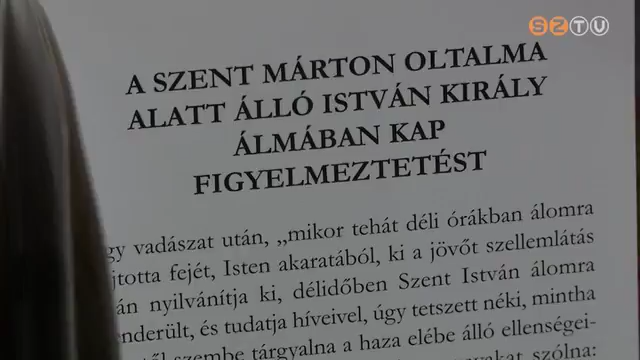 SZTV
A SZENT MÁRTON OLTALMA
ALATT ÁLLÓ ISTVÁN KIRÁLY
ÁLMÁBAN KAP
FIGYELMEZTETÉST
vadászat után, „mikor tehát déli órákban álomra
fejét, Isten akaratából, ki a jövőt szellemlátás
nyilvánítja ki, délidőben Szent István álomra
és tudatja híveivel, úgy tetszett néki, mintha
szembe tárgyalna a haza elébe álló ellenségei-
szólna: